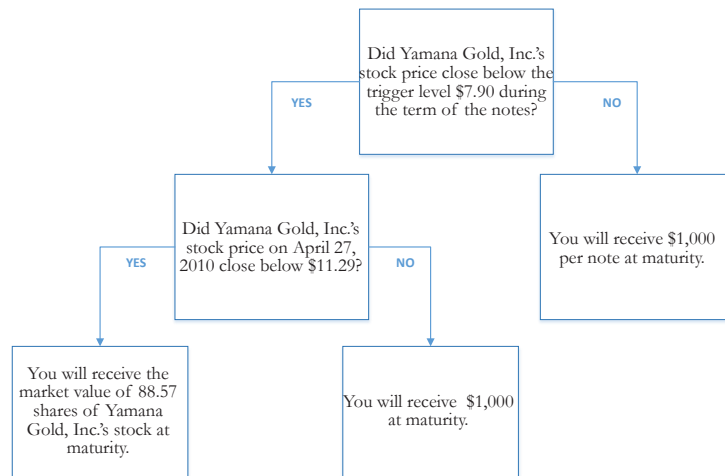 Did Yamana Gold, Inc.'s
stock price close below the
trigger level $7.90 during
the term of the notes?
YES
NO
Did Yamana Gold, Inc.'s
stock price on April 27,
2010 close below $11.29?
You will receive $1,000
per note at maturity.
YES
NO
You will receive the
market value of 88.57
shares of Yamana
Gold, Inc.'s stock at
maturity.
You will receive $1,000
at maturity.